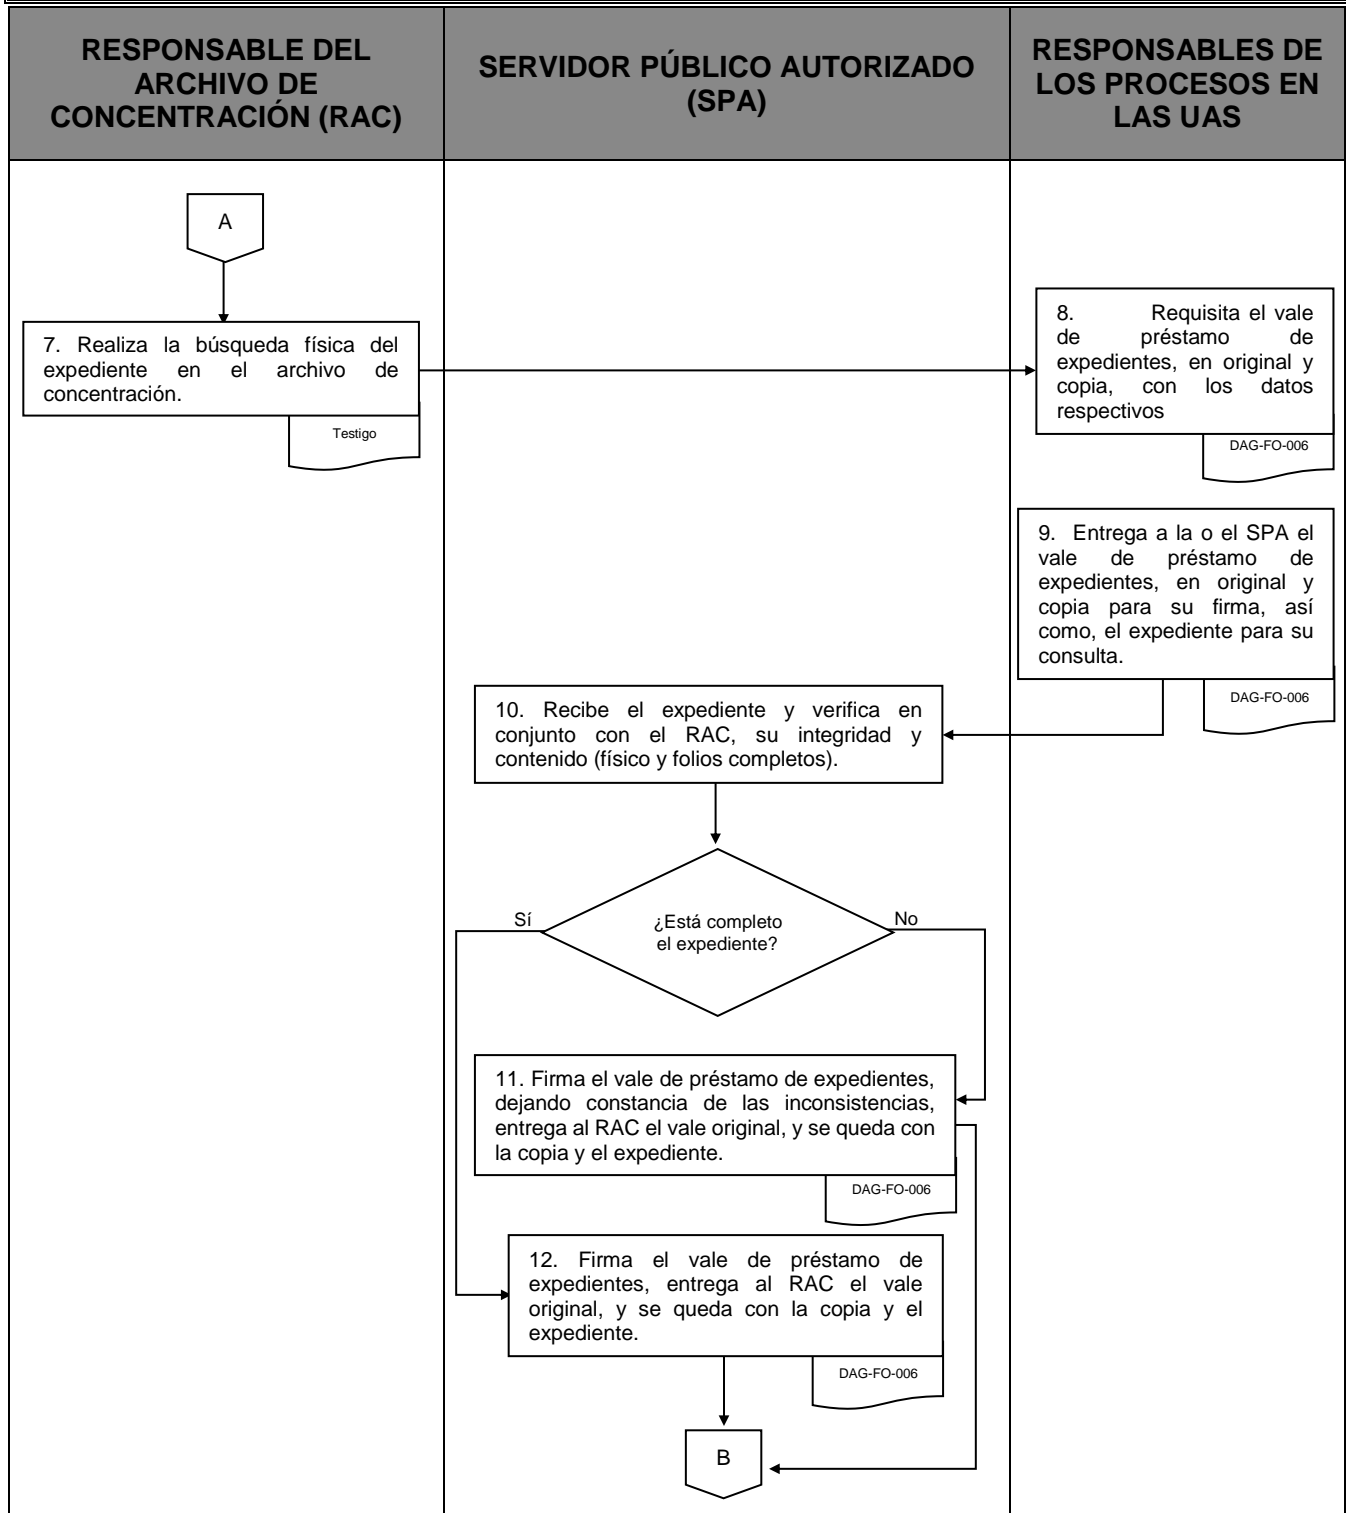 RESPONSABLE DEL
ARCHIVO DE
CONCENTRACIÓN (RAC)
SERVIDOR PÚBLICO AUTORIZADO
(SPA)
RESPONSABLES DE
LOS PROCESOS EN
LAS UAS
A
7. Realiza la búsqueda física del
expediente en el archivo de
concentración.
Testigo
8. Requisita el vale
de préstamo de
expedientes, en original y
copia, con los datos
respectivos
DAG-FO-006
9. Entrega a la o el SPA el
vale de préstamo de
expedientes, en original y
copia para su firma, así
como, el expediente para su
consulta.
DAG-FO-006
10. Recibe el expediente y verifica en
conjunto con el RAC, su integridad y
contenido (físico y folios completos).
¿Está completo
el expediente?
Sí
No
11. Firma el vale de préstamo de expedientes,
dejando constancia de las inconsistencias,
entrega al RAC el vale original, y se queda con
la copia y el expediente.
DAG-FO-006
12. Firma el vale de préstamo de
expedientes, entrega al RAC el vale
original, y se queda con la copia y el
expediente.
DAG-FO-006
B